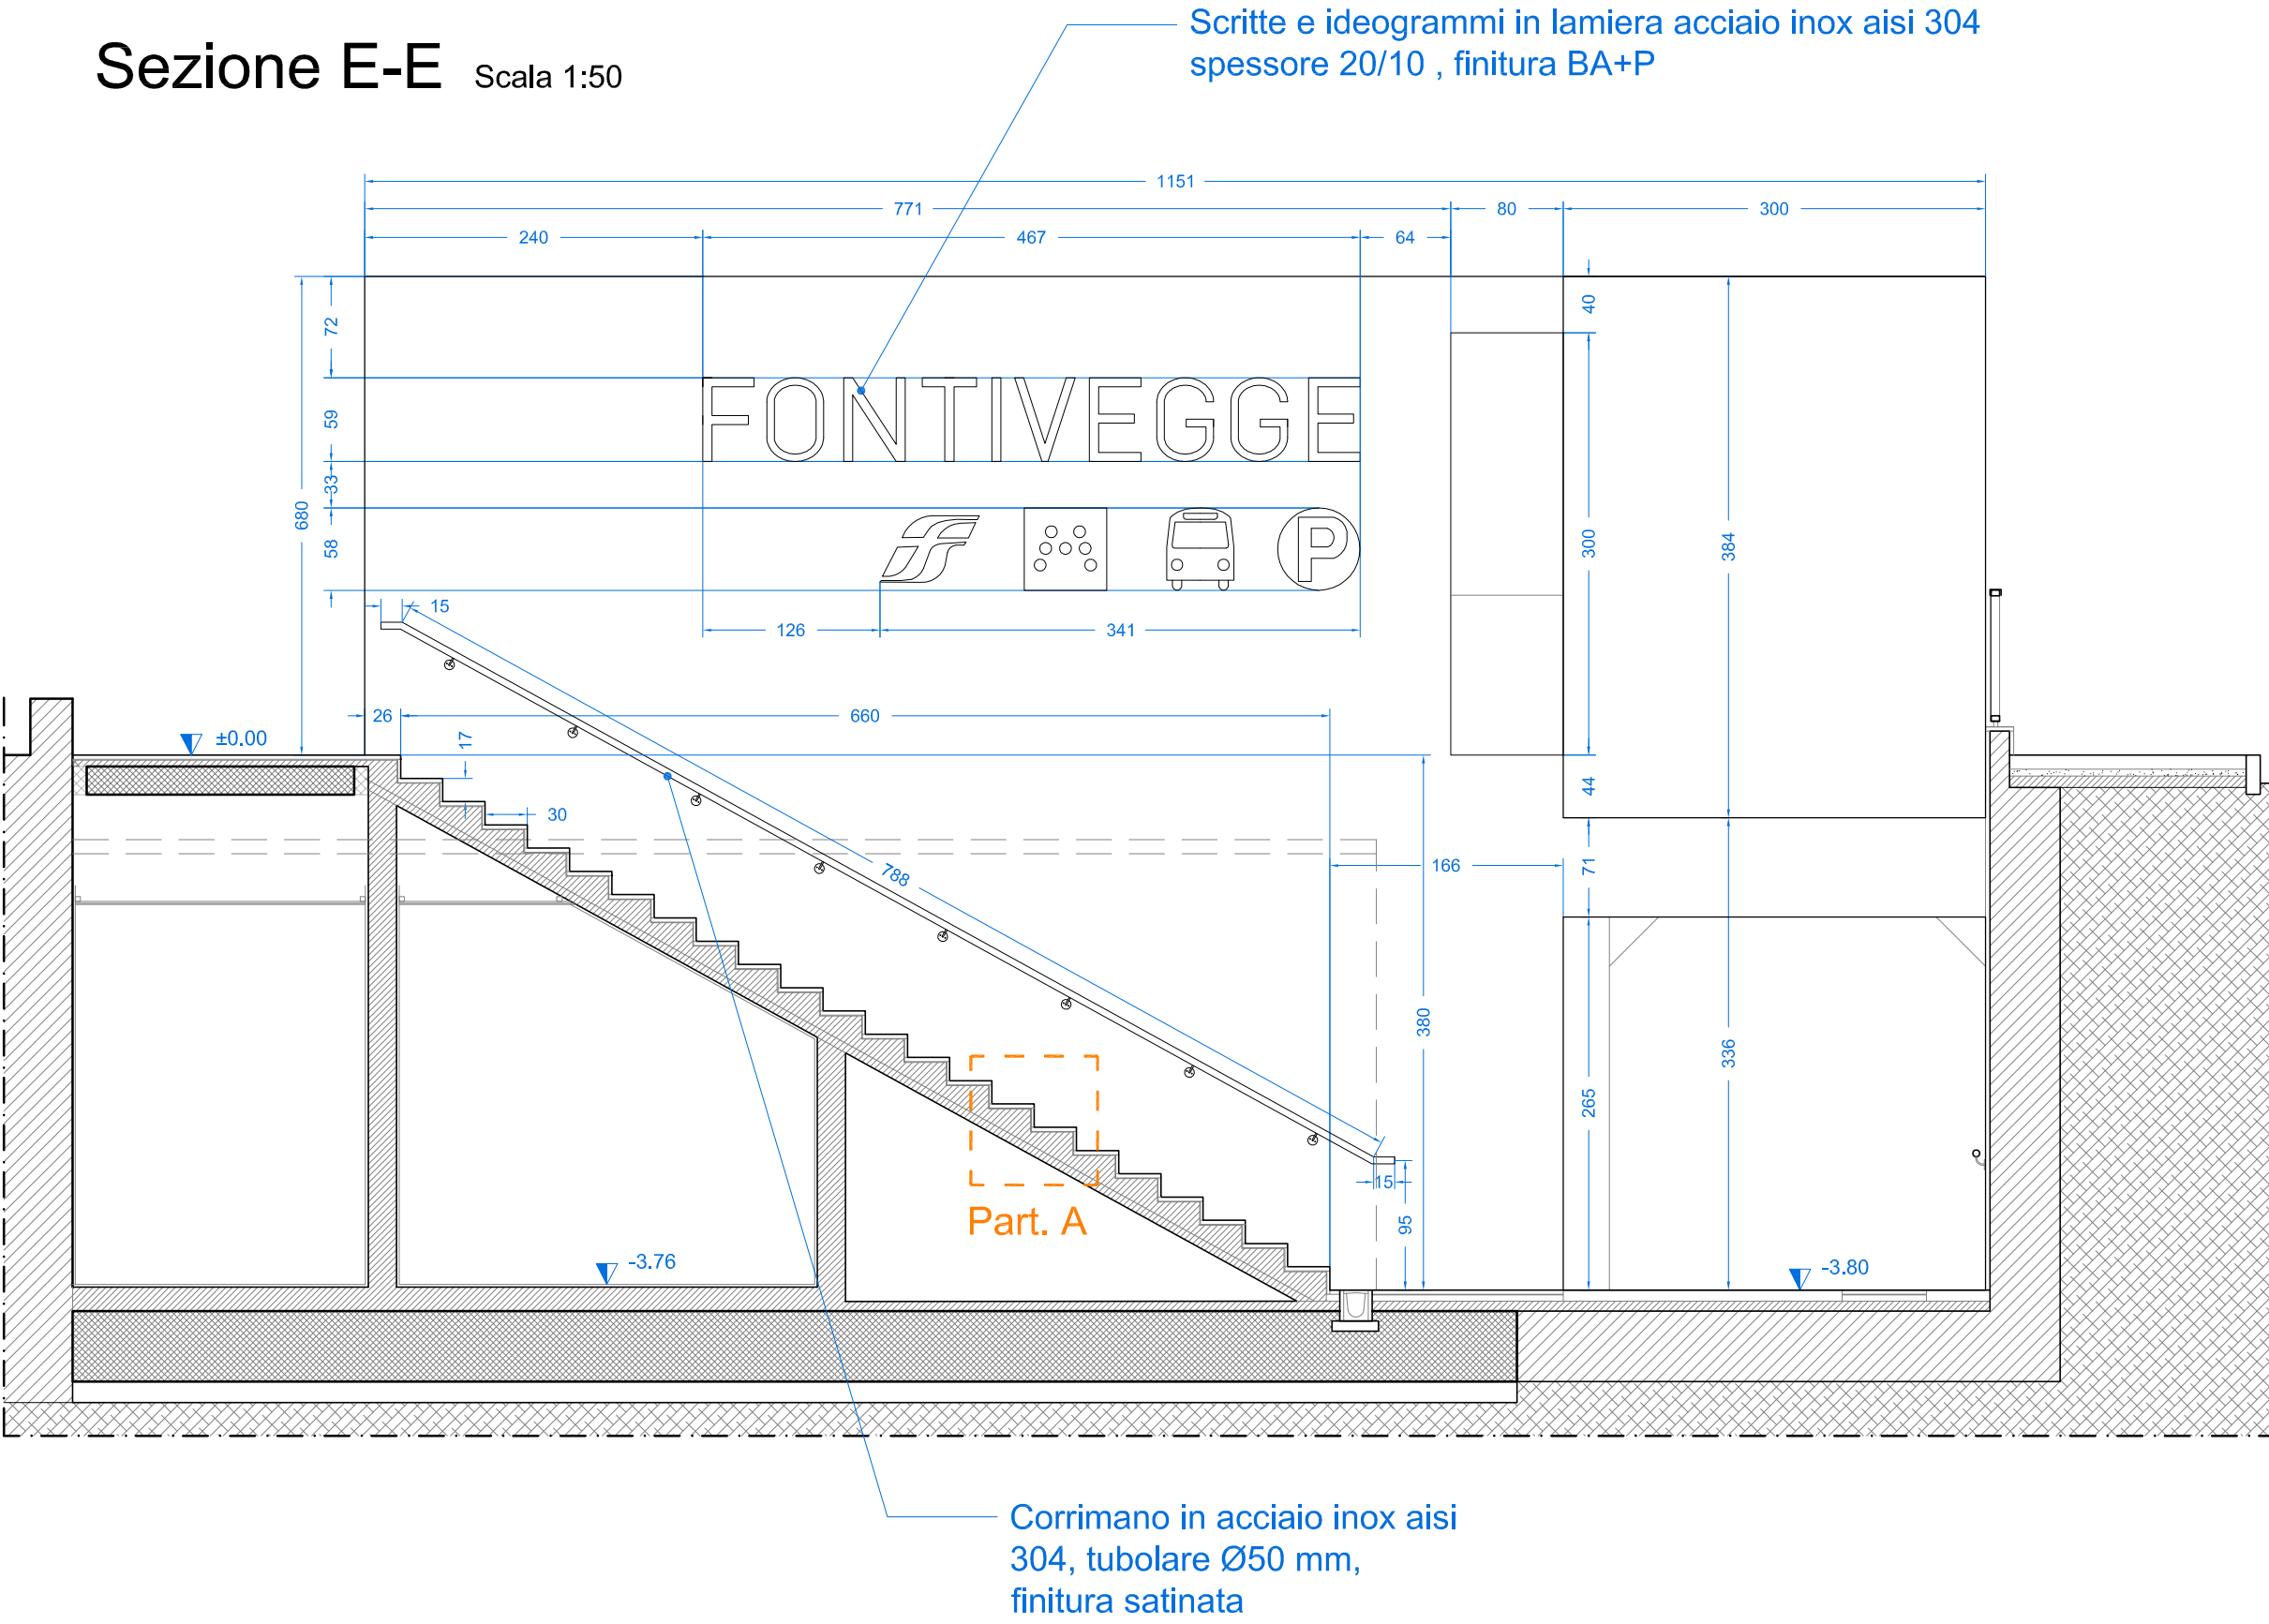 Scritte e ideogrammi in lamiera acciaio inox aisi 304
spessore 20/10 , finitura BA+P
Sezione E-E Scala 1:50
1151
771 80 300
240 467 64
40
72
FONTIVEGGE
59
33
680
58
300
384
P
15
126 341
26 660
±0.00
17
44
30
71
788
166
380
336
265
15
95
Part. A
-3.76
-3.80
Corrimano in acciaio inox aisi
304, tubolare Ø50 mm,
finitura satinata